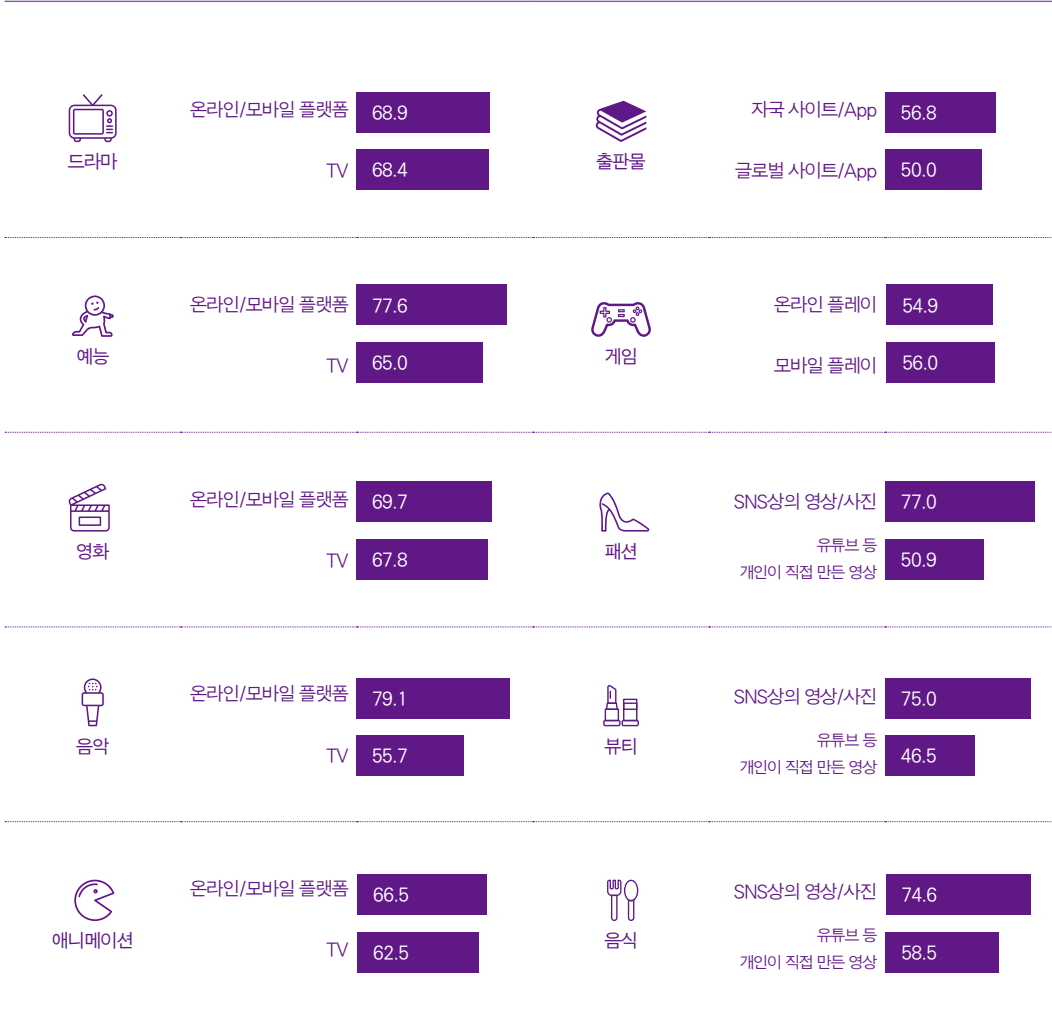 온라인/모바일 플랫폼 68.9
드라마
TV 68.4
자국 사이트/App 56.8
출판물
글로벌 사이트/App 50.0
온라인/모바일 플랫폼 77.6
예능
TV 65.0
온라인 플레이 54.9
게임
모바일 플레이 56.0
온라인/모바일 플랫폼 69.7
영화
TV 67.8
SNS상의 영상/사진 77.0
패션
유튜브 등
개인이 직접 만든 영상 50.9
온라인/모바일 플랫폼 79.1
음악
TV 55.7
SNS상의 영상/사진 75.0
뷰티
유튜브 등
개인이 직접 만든 영상 46.5
온라인/모바일 플랫폼 66.5
애니메이션
TV 62.5
SNS상의 영상/사진 74.6
음식
유튜브 등
개인이 직접 만든 영상 58.5